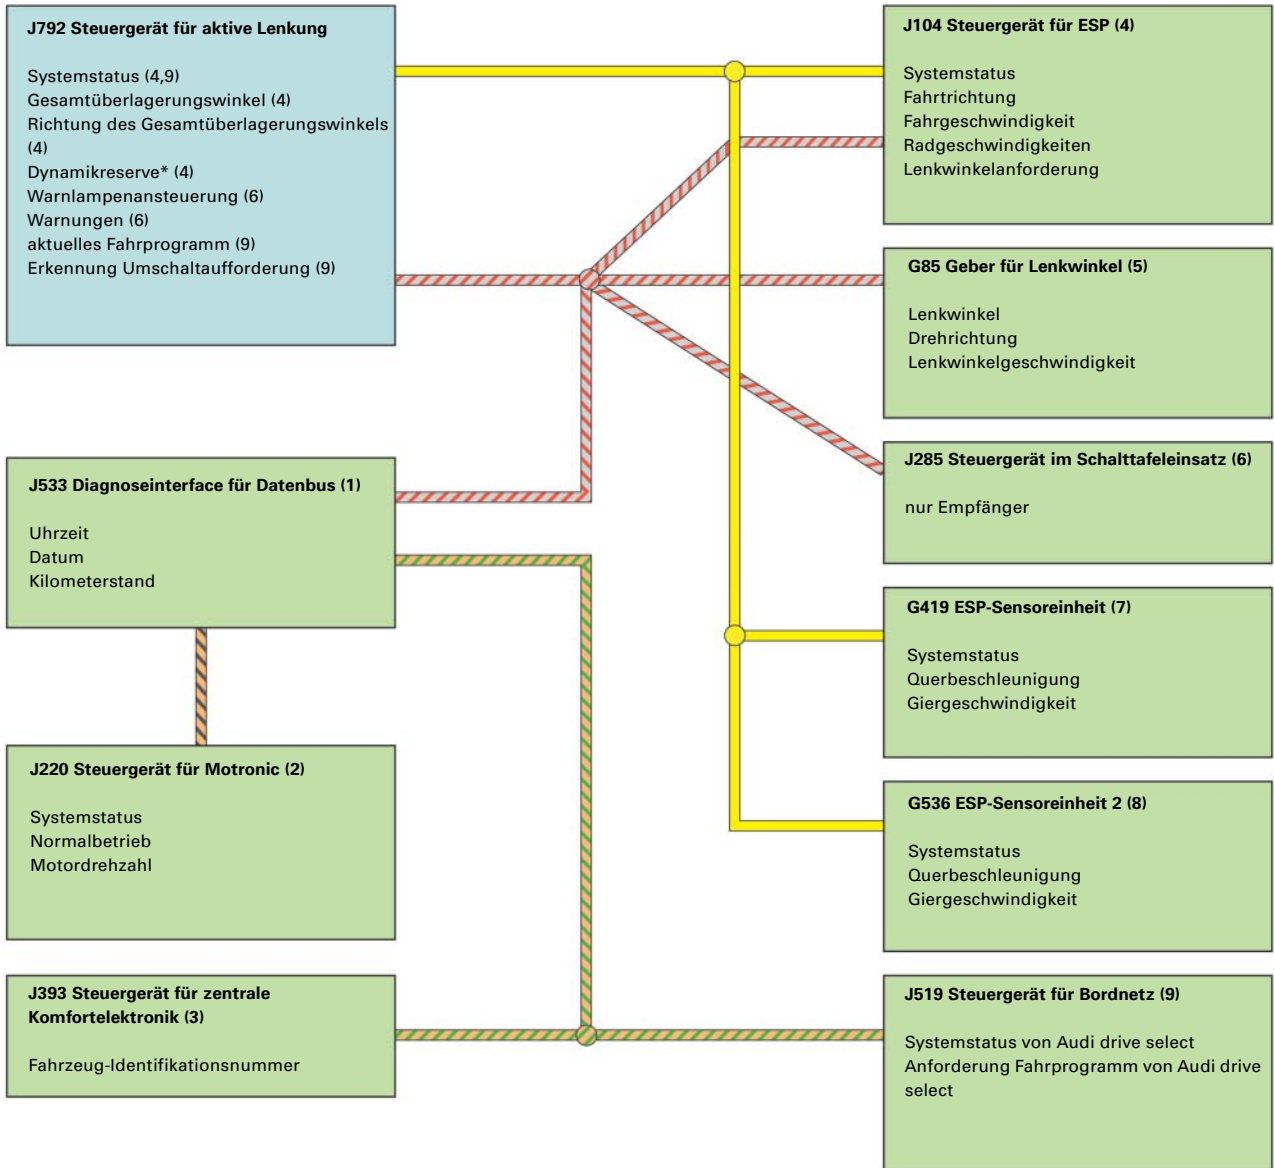 J792 Steuergerät für aktive Lenkung
Systemstatus (4,9)
Gesamtüberlagerungswinkel (4)
Richtung des Gesamtüberlagerungswinkels
(4)
Dynamikreserve* (4)
Warnlampenansteuerung (6)
Warnungen (6)
aktuelles Fahrprogramm (9)
Erkennung Umschaltaufforderung (9)
J533 Diagnoseinterface für Datenbus (1)
Uhrzeit
Datum
Kilometerstand
J220 Steuergerät für Motronic (2)
Systemstatus
Normalbetrieb
Motordrehzahl
J393 Steuergerät für zentrale
Komfortelektronik (3)
Fahrzeug-Identifikationsnummer
J104 Steuergerät für ESP (4)
Systemstatus
Fahrtrichtung
Fahrgeschwindigkeit
Radgeschwindigkeiten
Lenkwinkelanforderung
G85 Geber für Lenkwinkel (5)
Lenkwinkel
Drehrichtung
Lenkwinkelgeschwindigkeit
J285 Steuergerät im Schalttafeleinsatz (6)
nur Empfänger
G419 ESP-Sensoreinheit (7)
Systemstatus
Querbeschleunigung
Giergeschwindigkeit
G536 ESP-Sensoreinheit 2 (8)
Systemstatus
Querbeschleunigung
Giergeschwindigkeit
J519 Steuergerät für Bordnetz (9)
Systemstatus von Audi drive select
Anforderung Fahrprogramm von Audi drive
select